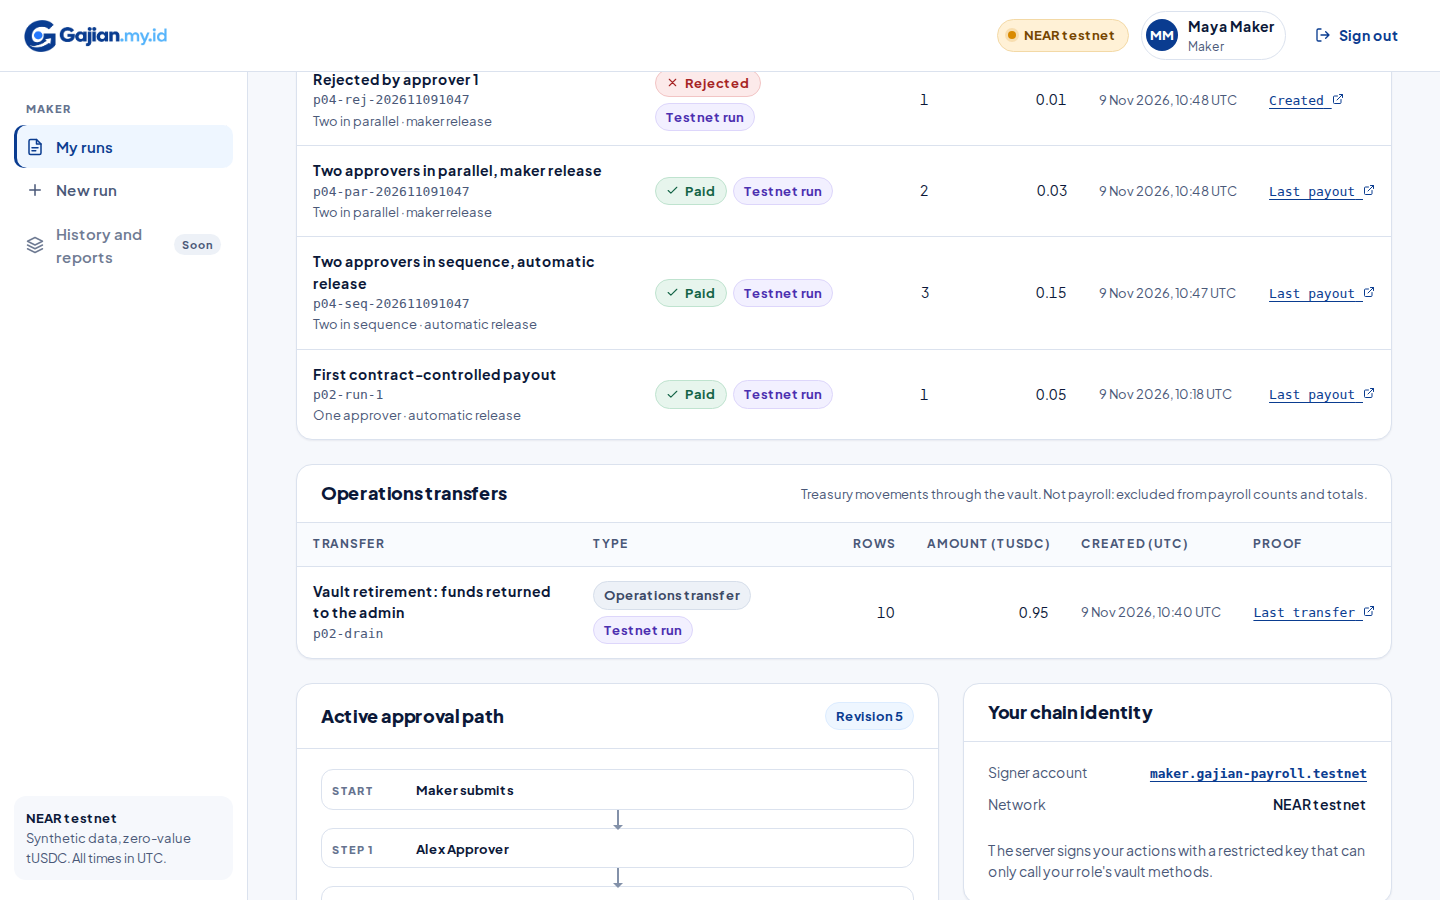 Gajian.my.id
NEAR testnet
MM
Maya Maker
Maker
Sign out
MAKER
My runs
New run
History and
reports
Soon
NEAR testnet
Synthetic data, zero-value
tUSDC. All times in UTC.
Rejected by approver 1
p04-rej-202611091047
Two in parallel · maker release
Rejected
Testnet run
1
0.01
9 Nov 2026, 10:48 UTC
Created
Two approvers in parallel, maker release
p04-par-202611091047
Two in parallel · maker release
Paid
Testnet run
2
0.03
9 Nov 2026, 10:48 UTC
Last payout
Two approvers in sequence, automatic
release
p04-seq-202611091047
Two in sequence · automatic release
Paid
Testnet run
3
0.15
9 Nov 2026, 10:47 UTC
Last payout
First contract-controlled payout
p02-run-1
One approver · automatic release
Paid
Testnet run
1
0.05
9 Nov 2026, 10:18 UTC
Last payout
Operations transfers
Treasury movements through the vault. Not payroll: excluded from payroll counts and totals.
TRANSFER
TYPE
ROWS
AMOUNT (TUSDC)
CREATED (UTC)
PROOF
Vault retirement: funds returned
to the admin
p02-drain
Operations transfer
Testnet run
10
0.95
9 Nov 2026, 10:40 UTC
Last transfer
Active approval path
Revision 5
START
Maker submits
STEP 1
Alex Approver
Your chain identity
Signer account
maker.gajian-payroll.testnet
Network
NEAR testnet
The server signs your actions with a restricted key that can
only call your role's vault methods.